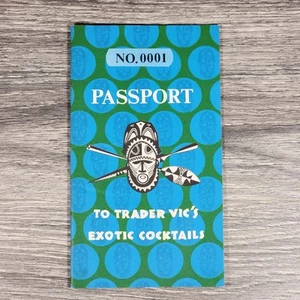 NO. 0001
PASSPORT
TO TRADER VIC'S
EXOTIC COCKTAILS